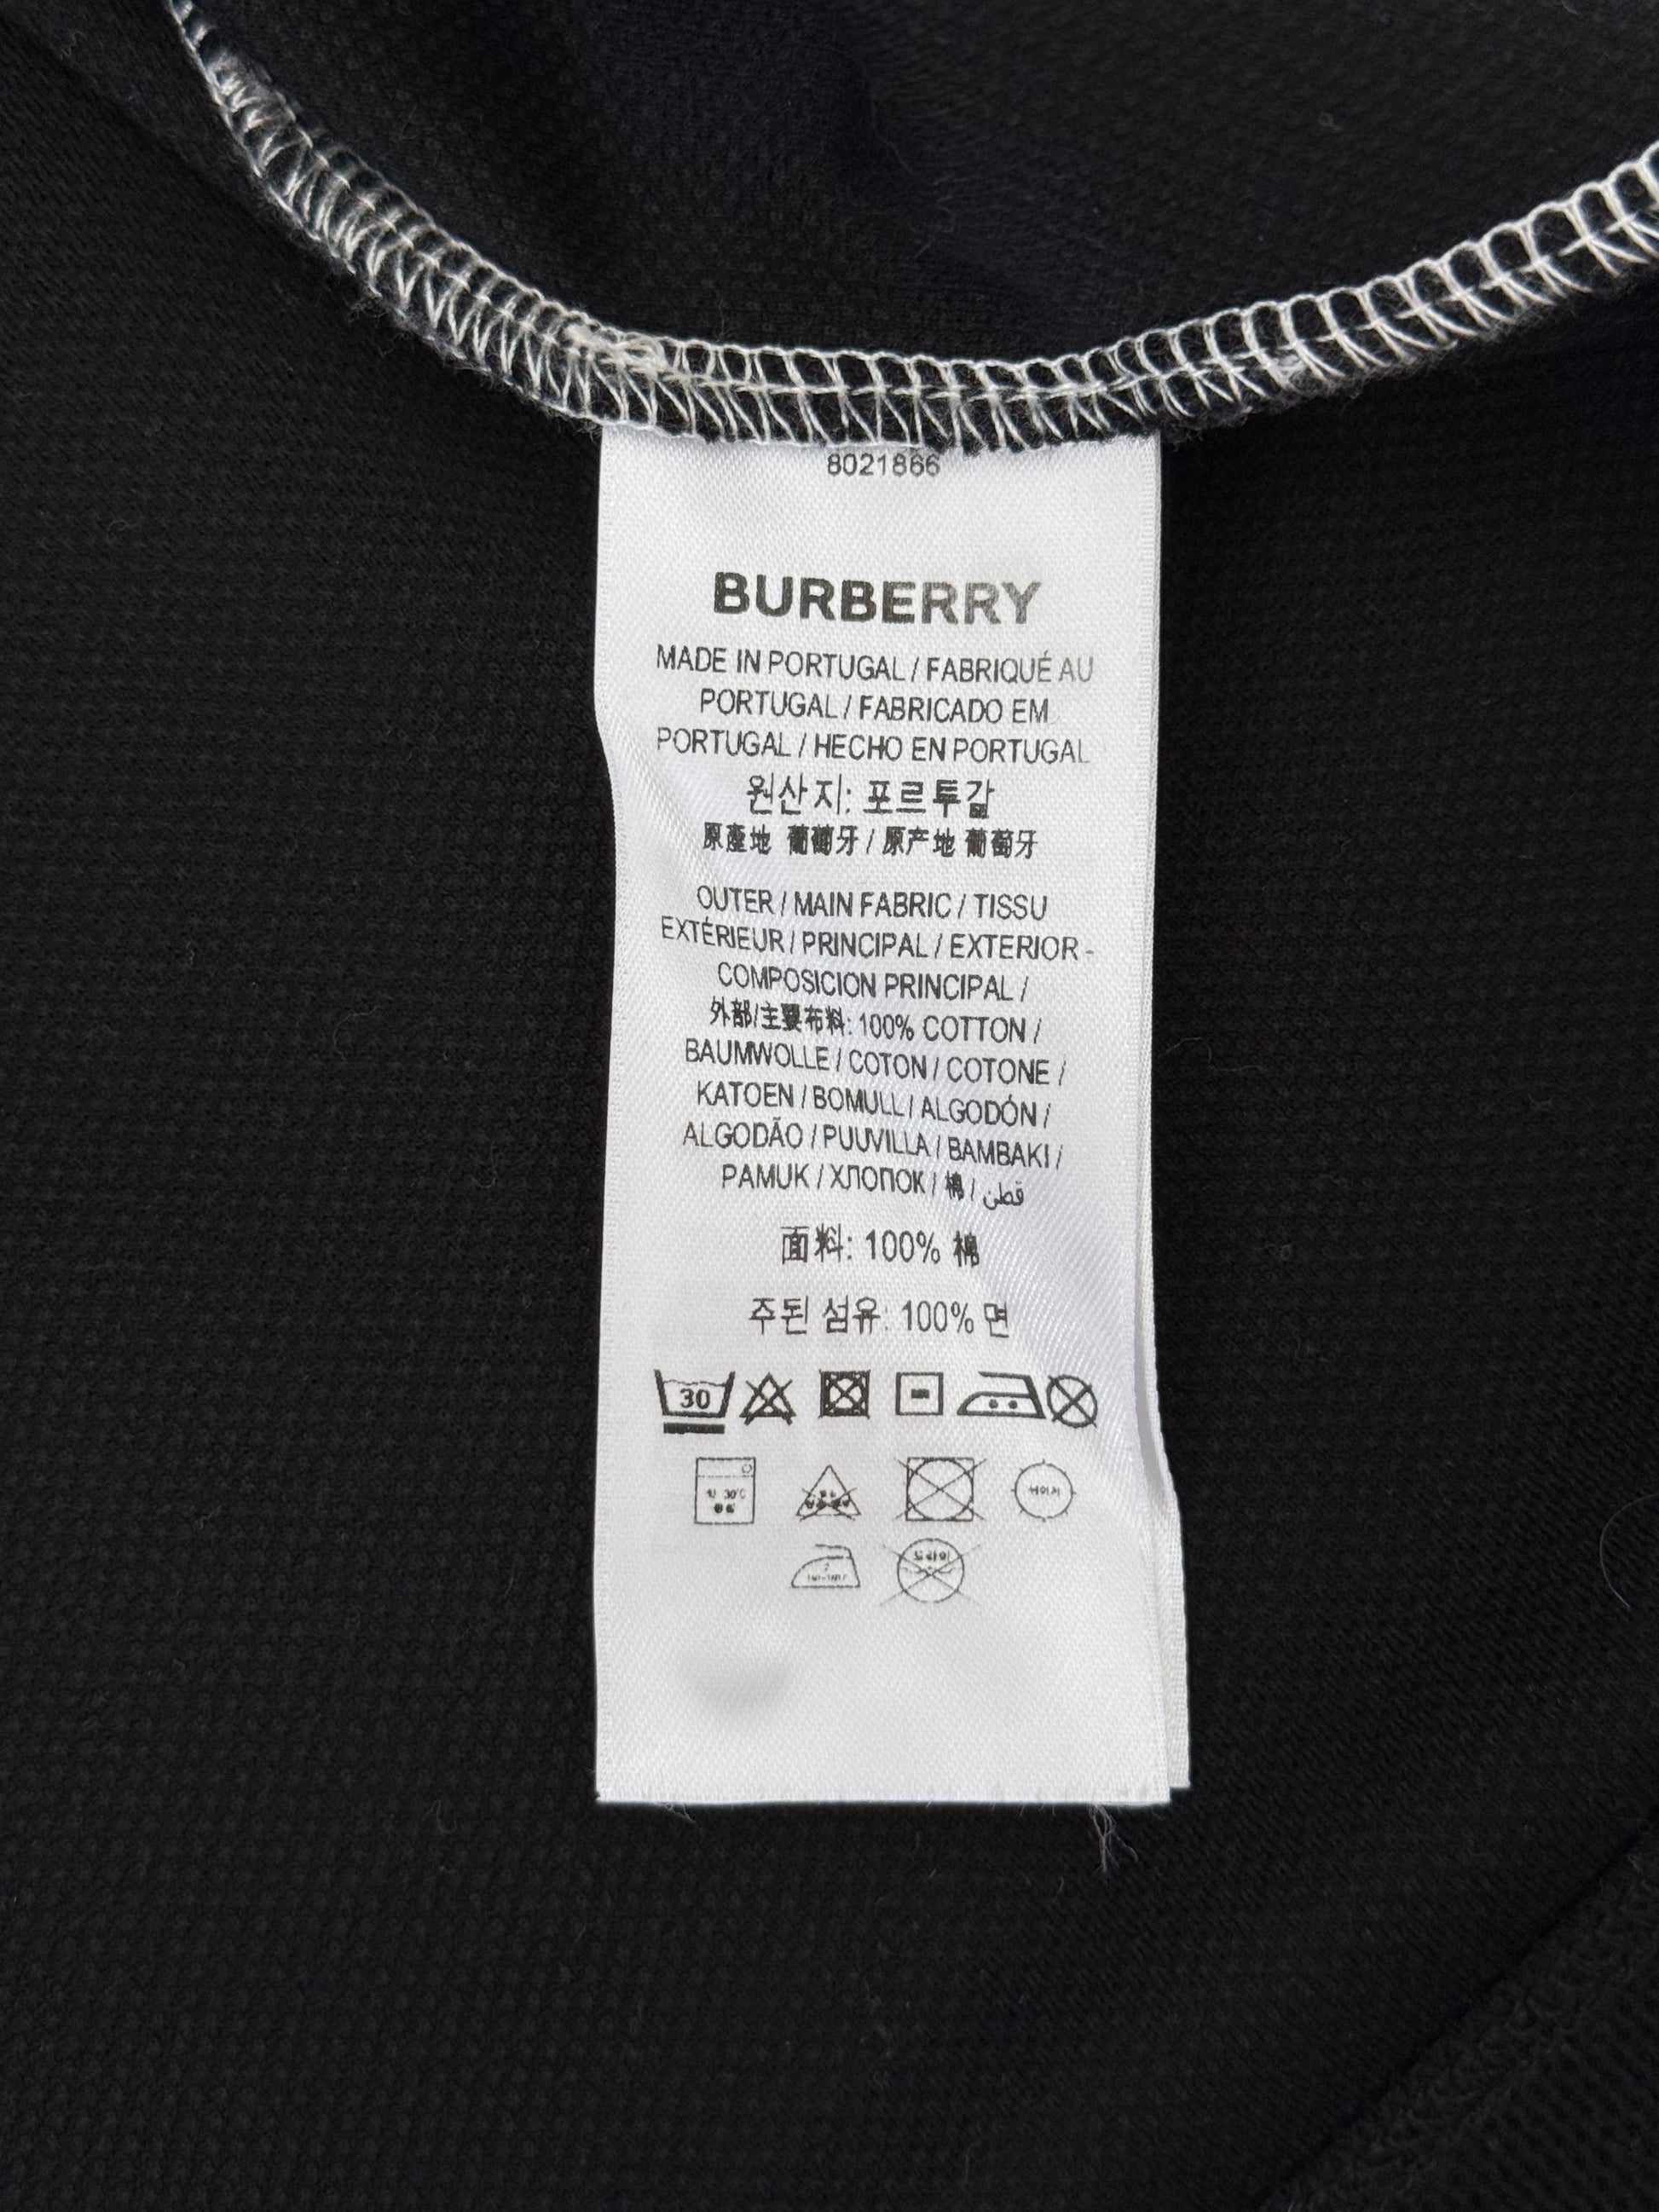 8021866
BURBERRY
MADE IN PORTUGAL / FABRIQUÉ AU
PORTUGAL / FABRICADO EM
PORTUGAL / HECHO EN PORTUGAL
원산지: 포르투갈
原產地 葡萄牙 / 原产地 葡萄牙
OUTER / MAIN FABRIC / TISSU
EXTÉRIEUR / PRINCIPAL / EXTERIOR -
COMPOSICION PRINCIPAL /
外部/主要布料: 100% COTTON /
BAUMWOLLE / COTON / COTONE /
KATOEN / BOMULL / ALGODÓN /
ALGODÃO / PUUVILLA / BAMBAKI /
PAMUK / ХЛОПОК / 棉 / قطن
面料: 100% 棉
주된 섬유: 100% 면
30
30°C